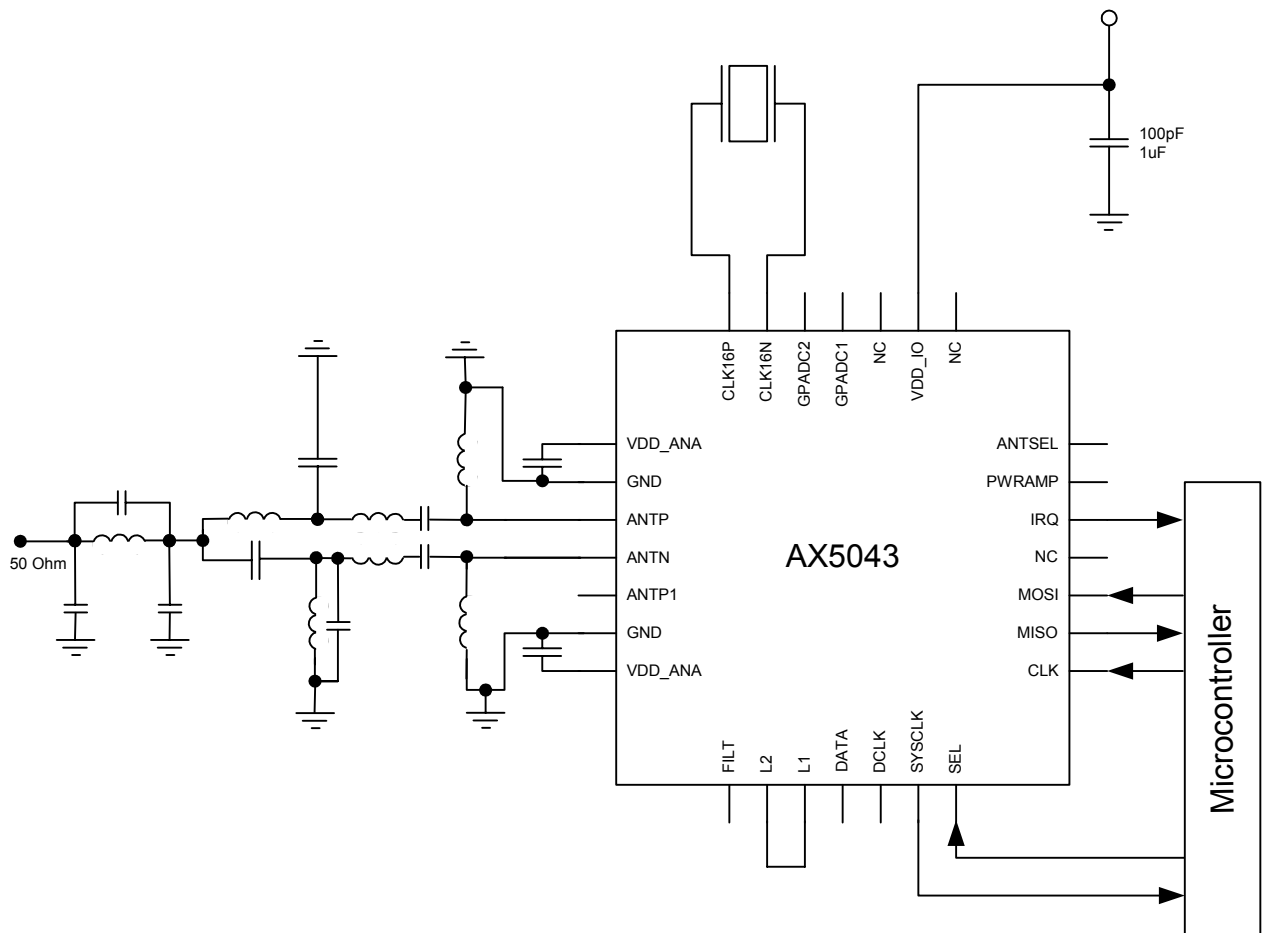 100pF
1uF
CLK16P
CLK16N
GPADC2
GPADC1
NC
VDD_IO
NC
VDD_ANA
GND
ANTP
ANTN
ANTP1
GND
VDD_ANA
50 Ohm
AX5043
ANTSEL
PWRAMP
IRQ
NC
MOSI
MISO
CLK
Microcontroller
FILT
L2
L1
DATA
DCLK
SYSCLK
SEL